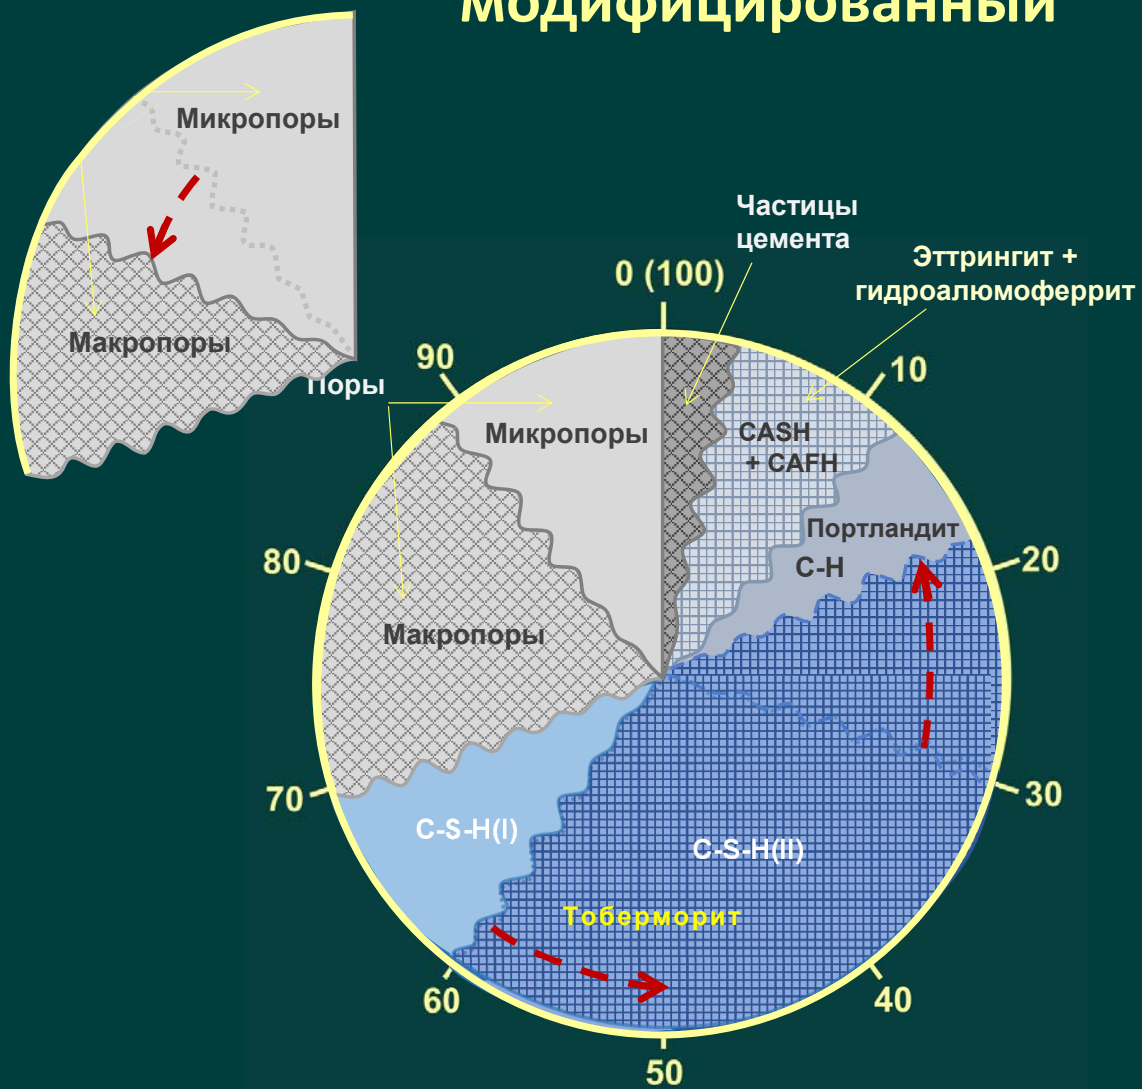 Модифицированный
Микропоры
Макропоры
Поры
Частицы
цемента
Эттрингит +
гидроалюмоферрит
0 (100)
10
20
30
40
50
60
70
80
90
Микропоры
Макропоры
CASH
+ CAFH
Портландит
C-H
C-S-H(I)
C-S-H(II)
Тоберморит